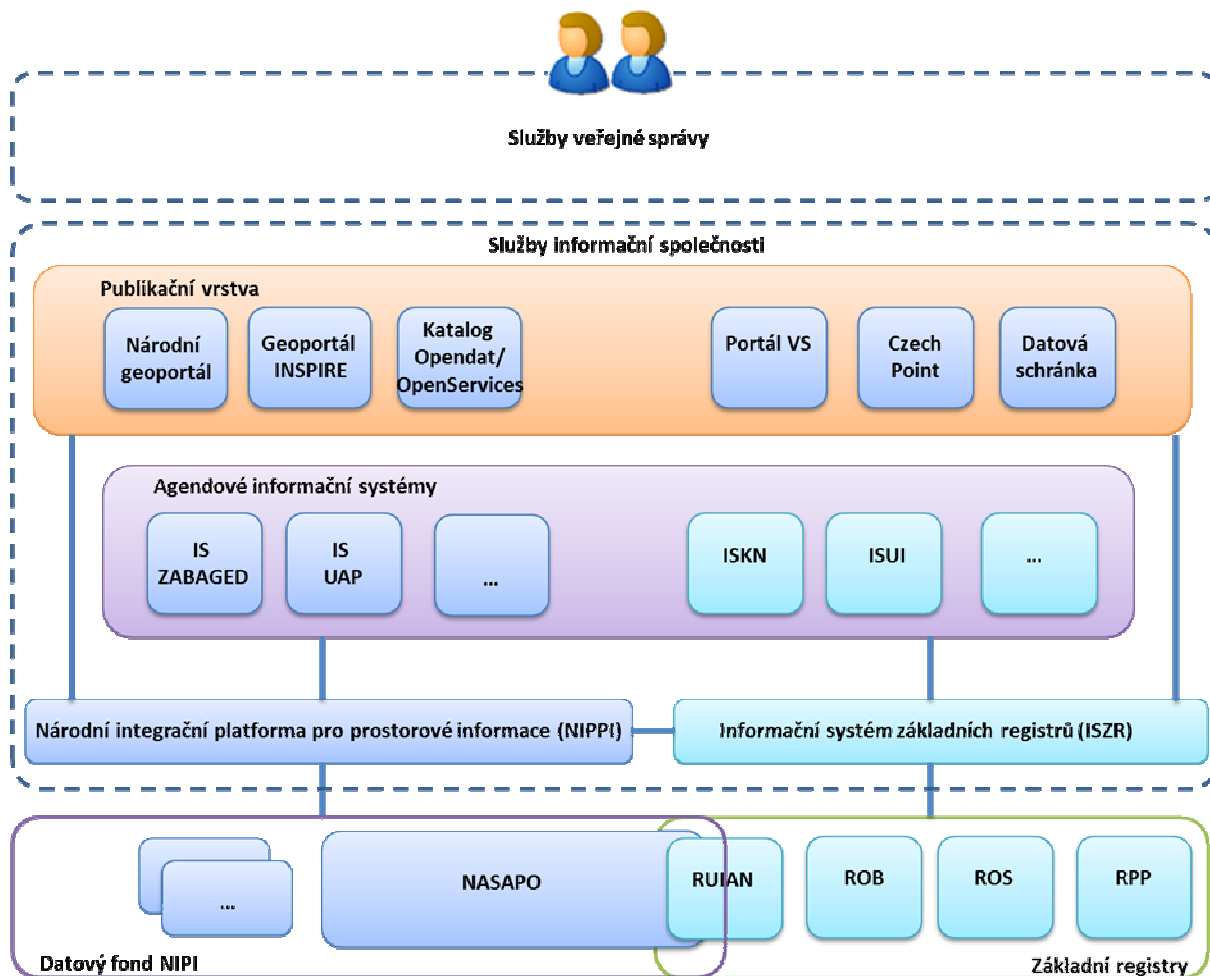 Služby veřejné správy
Služby informační společnosti
Publikační vrstva
Národní
geoportál
Geoportál
INSPIRE
Katalog
Opendat/
OpenServices
Portál VS
Czech
Point
Datová
schránka
Agendové informační systémy
IS
ZABAGED
IS
UAP
...
ISKN
ISUI
...
Národní integrační platforma pro prostorové informace (NIPPI)
Informační systém základních registrů (ISZR)
...
NASAPO
RUIAN
ROB
ROS
RPP
Datový fond NIPI
Základní registry